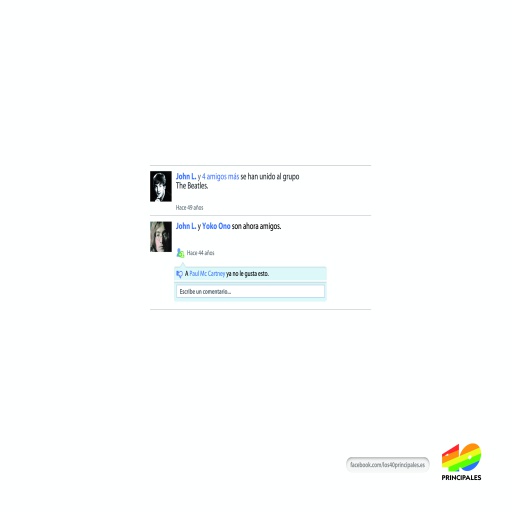 John L. y 4 amigos más se han unido al grupo
The Beatles.
Hace 49 años
John L. y Yoko Ono son ahora amigos.
Hace 44 años
A Paul Mc Cartney ya no le gusta esto.
Escribe un comentario...
facebook.com/los40principales.es
40
PRINCIPALES